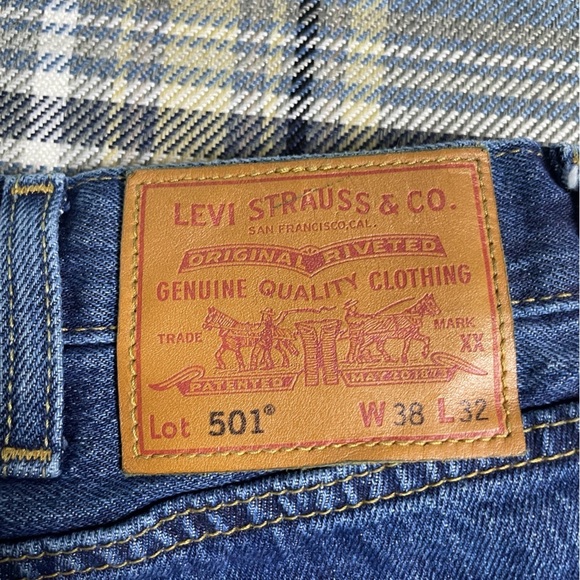 LEVI STRAUSS & CO.
SAN FRANCISCO, CAL.
ORIGINAL RIVETED
GENUINE QUALITY CLOTHING
TRADE MARK
XX
PATENTED MAY 20 1873
Lot 501® W 38 L 32